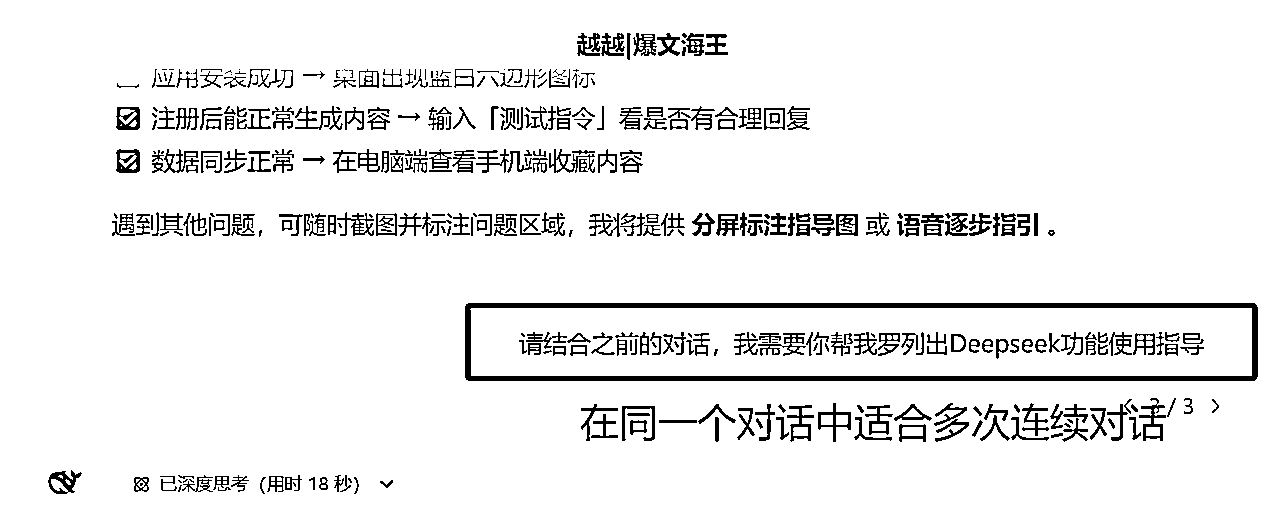 越越|爆文海王
应用安装成功 → 桌面出现蓝白六边形图标
注册后能正常生成内容 → 输入「测试指令」看是否有合理回复
数据同步正常 → 在电脑端查看手机端收藏内容
遇到其他问题，可随时截图并标注问题区域，我将提供 分屏标注指导图 或 语音逐步指引 。
请结合之前的对话，我需要你帮我罗列出Deepseek功能使用指导
< 3 / 3 >
在同一个对话中适合多次连续对话
已深度思考（用时 18 秒）